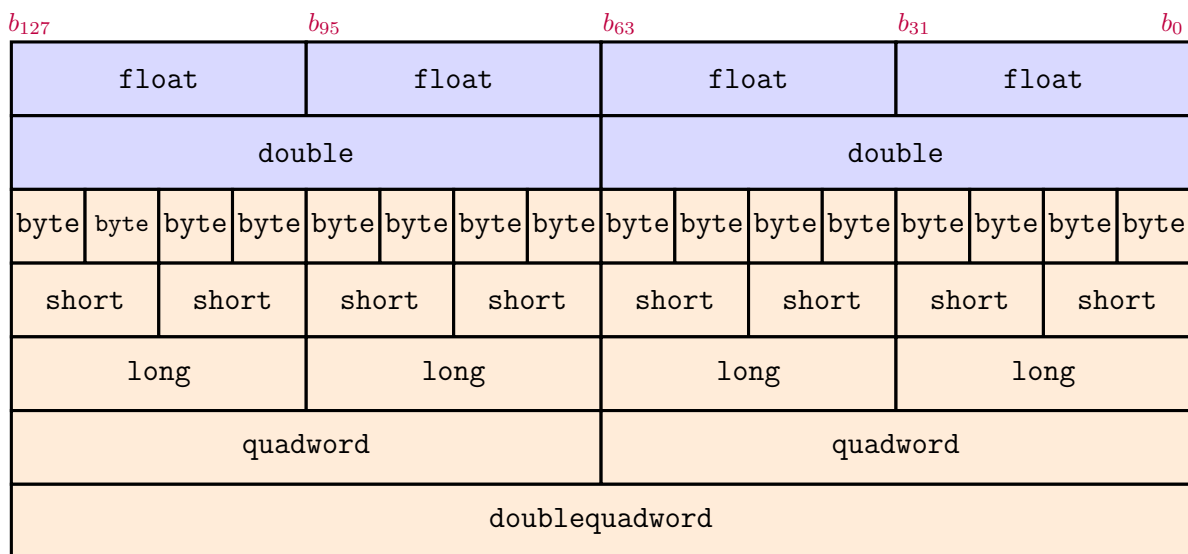 b127 b95 b63 b31 b0
float float float float
double double
byte byte byte byte byte byte byte byte byte byte byte byte byte byte byte byte
short short short short short short short short
long long long long
quadword quadword
doublequadword